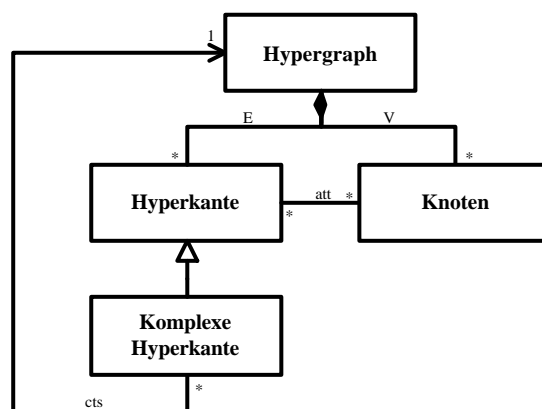 1
Hypergraph
E
V
*
*
Hyperkante
att
*
*
Knoten
Komplexe
Hyperkante
*
cts